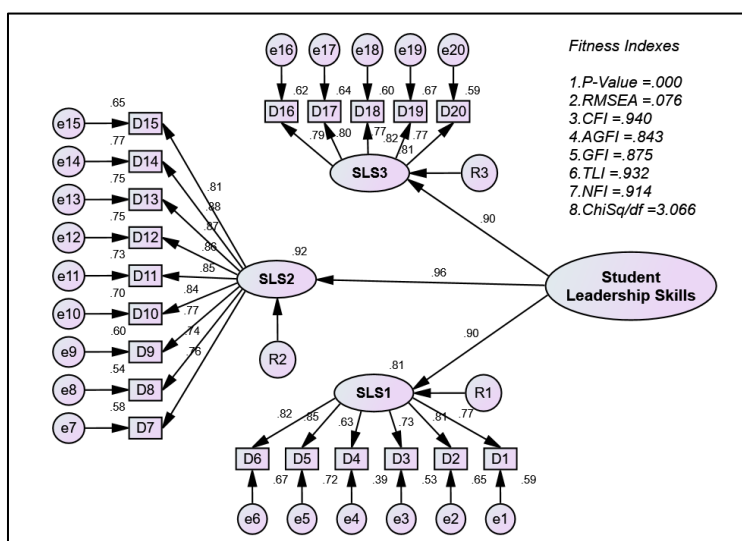 e16 e17 e18 e19 e20
Fitness Indexes
1.P-Value =.000
2.RMSEA =.076
3.CFI =.940
4.AGFI =.843
5.GFI =.875
6.TLI =.932
7.NFI =.914
8.ChiSq/df =3.066
.62 .64 .60 .67 .59
D16 D17 D18 D19 D20
.79 .80 .77 .82 .77
.81
SLS3
R3
.65
e15 D15
.77
e14 D14
.75
e13 D13
.75
e12 D12
.73
e11 D11
.70
e10 D10
.60
e9 D9
.54
e8 D8
.58
e7 D7
.81
.88
.87
.86
.85
.84
.77
.74
.76
.92
SLS2
R2
.90
.96
.90
Student
Leadership Skills
.81
SLS1
R1
.82 .85 .63 .73 .81 .77
D6 D5 D4 D3 D2 D1
.67 .72 .39 .53 .65 .59
e6 e5 e4 e3 e2 e1